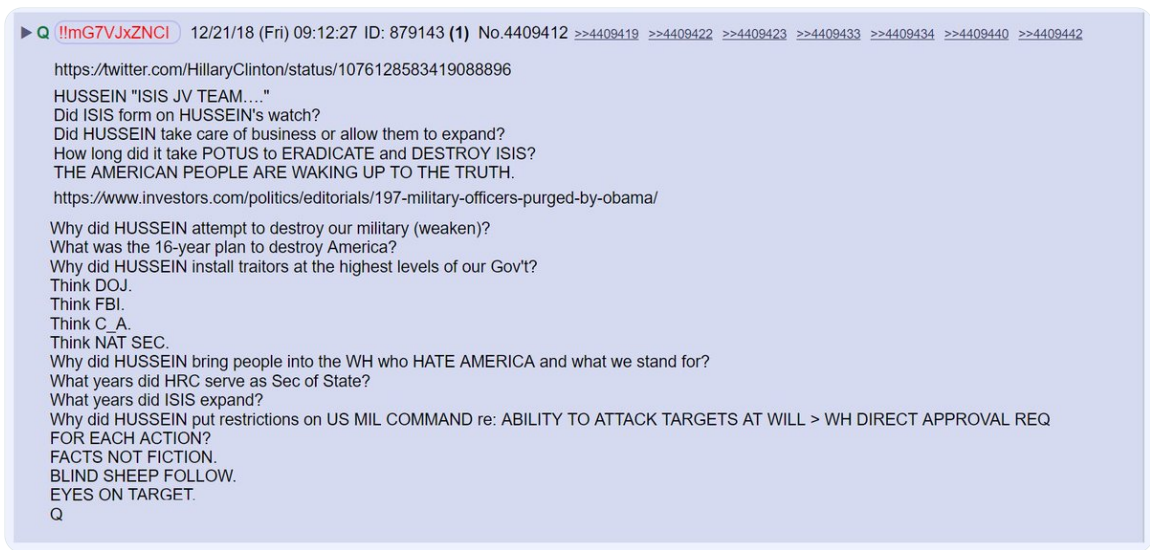 ▶ Q !!mG7VJxZNCI 12/21/18 (Fri) 09:12:27 ID: 879143 (1) No.4409412 >>4409419 >>4409422 >>4409423 >>4409433 >>4409434 >>4409440 >>4409442
https://twitter.com/HillaryClinton/status/1076128583419088896
HUSSEIN "ISIS JV TEAM...."
Did ISIS form on HUSSEIN's watch?
Did HUSSEIN take care of business or allow them to expand?
How long did it take POTUS to ERADICATE and DESTROY ISIS?
THE AMERICAN PEOPLE ARE WAKING UP TO THE TRUTH.
https://www.investors.com/politics/editorials/197-military-officers-purged-by-obama/
Why did HUSSEIN attempt to destroy our military (weaken)?
What was the 16-year plan to destroy America?
Why did HUSSEIN install traitors at the highest levels of our Gov't?
Think DOJ.
Think FBI.
Think C_A.
Think NAT SEC.
Why did HUSSEIN bring people into the WH who HATE AMERICA and what we stand for?
What years did HRC serve as Sec of State?
What years did ISIS expand?
Why did HUSSEIN put restrictions on US MIL COMMAND re: ABILITY TO ATTACK TARGETS AT WILL > WH DIRECT APPROVAL REQ
FOR EACH ACTION?
FACTS NOT FICTION.
BLIND SHEEP FOLLOW.
EYES ON TARGET.
Q